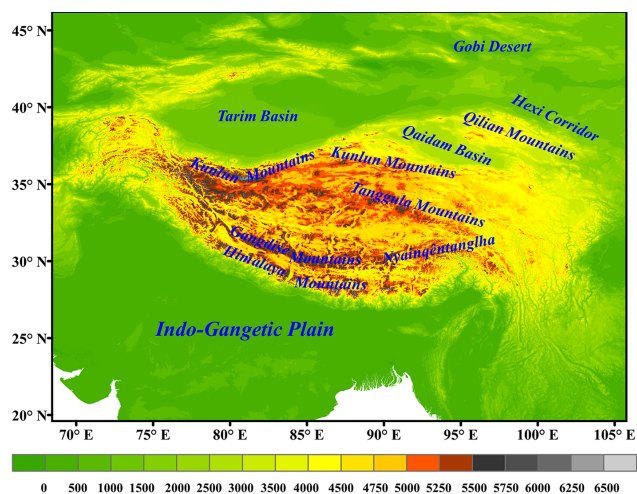 45° N
Gobi Desert
40° N
Tarim Basin
Hexi Corridor
Qilian Mountains
Qaidam Basin
Kunlun Mountains
Kunlun Mountains
35° N
Tanggula Mountains
Gangdise Mountains
Nyainqêntanglha
30° N
Himalaya Mountains
Indo-Gangetic Plain
25° N
20° N
70° E 75° E 80° E 85° E 90° E 95° E 100° E 105° E
0 500 1000 1500 2000 2500 3000 3500 4000 4500 4750 5000 5250 5500 5675 5750 6000 6250 6500